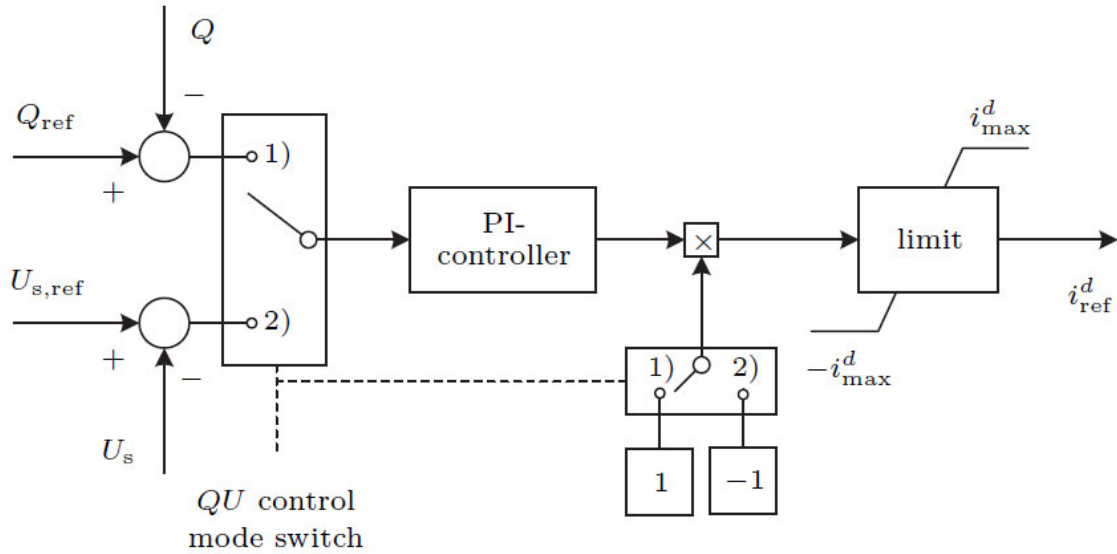 Q
−
Q_ref
+
1)
i^d_max
PI-
controller
×
limit
U_s,ref
+
2)
−
i^d_ref
1) 2)
−i^d_max
U_s
1
−1
QU control
mode switch